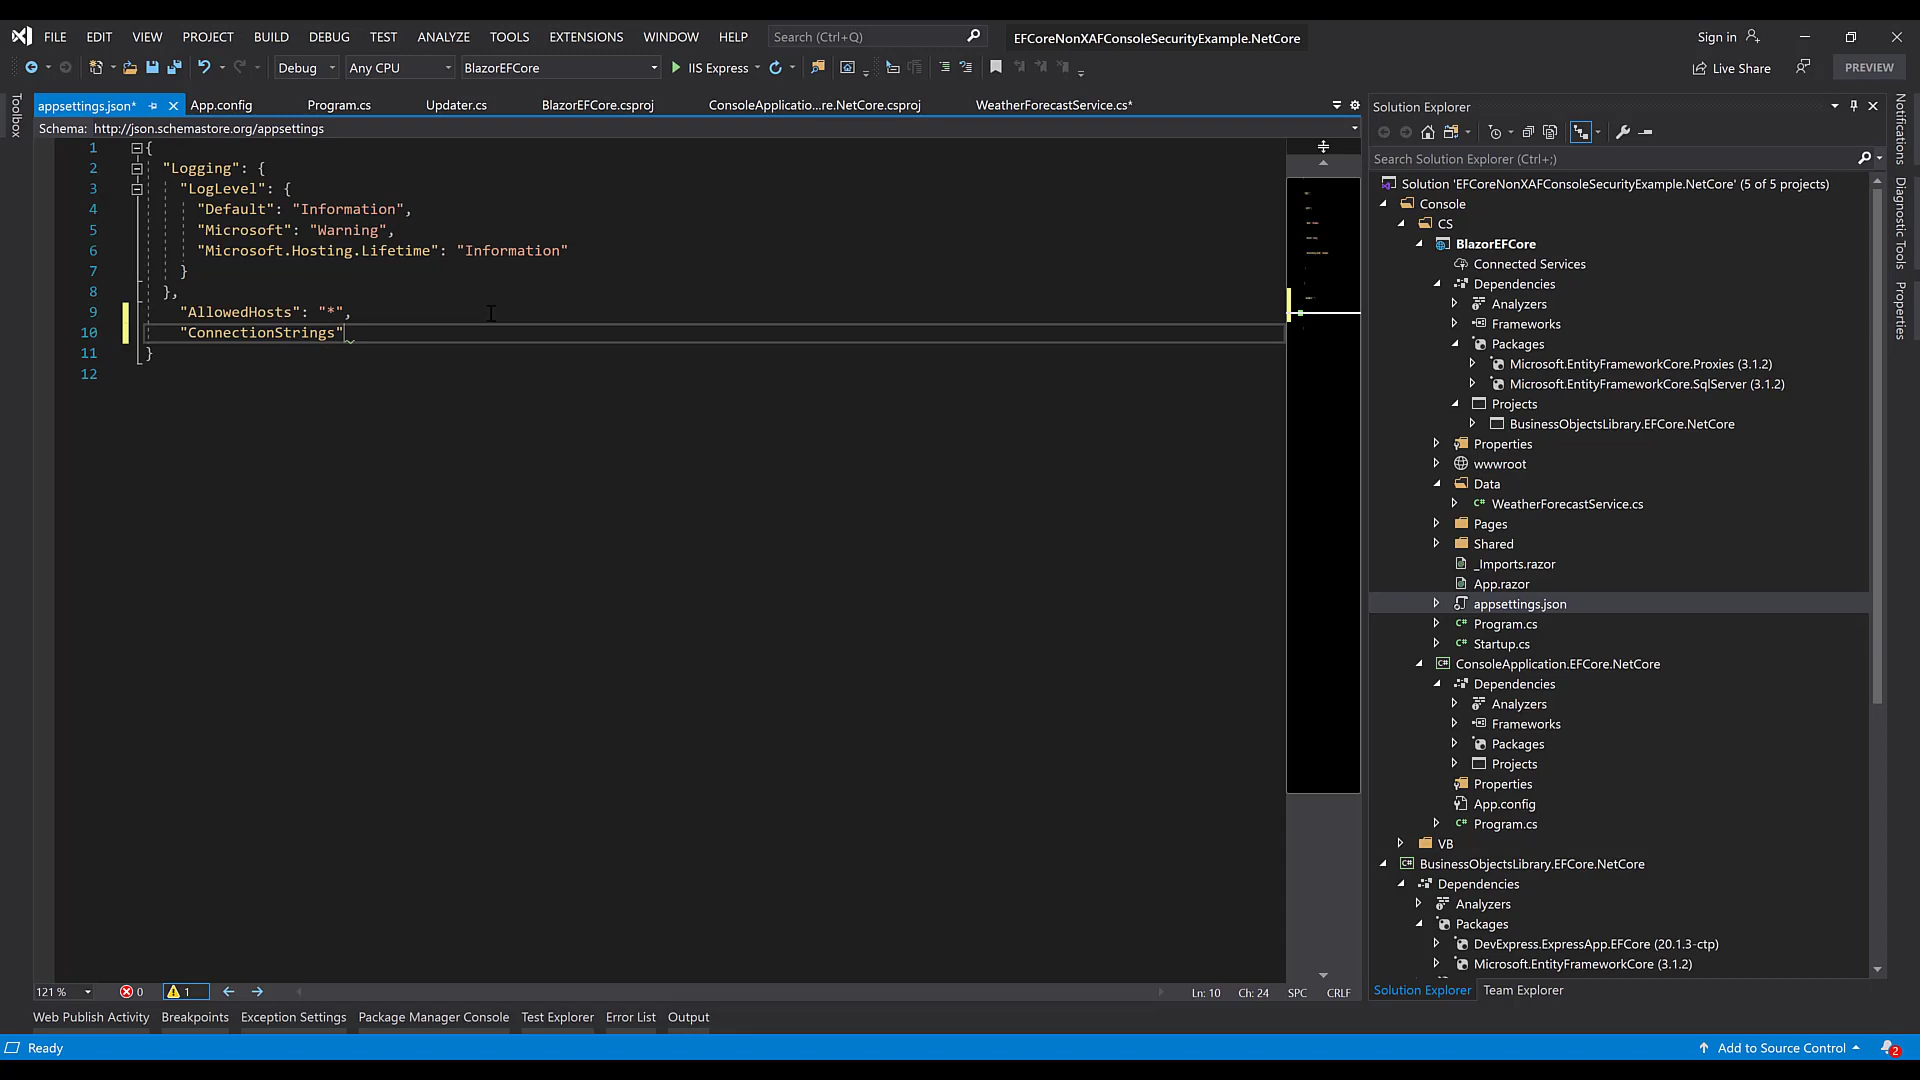 FILE EDIT VIEW PROJECT BUILD DEBUG TEST ANALYZE TOOLS EXTENSIONS WINDOW HELP Search (Ctrl+Q) EFCoreNonXAFConsoleSecurityExample.NetCore Sign in
Debug Any CPU BlazorEFCore IIS Express Live Share PREVIEW
Toolbox
appsettings.json* App.config Program.cs Updater.cs BlazorEFCore.csproj ConsoleApplicatio...re.NetCore.csproj WeatherForecastService.cs*
Schema: http://json.schemastore.org/appsettings
1 {
2 "Logging": {
3 "LogLevel": {
4 "Default": "Information",
5 "Microsoft": "Warning",
6 "Microsoft.Hosting.Lifetime": "Information"
7 }
8 },
9 "AllowedHosts": "*",
10 "ConnectionStrings"
11 }
12
121 % 0 1 Ln: 10 Ch: 24 SPC CRLF
Solution Explorer
Search Solution Explorer (Ctrl+;)
Solution 'EFCoreNonXAFConsoleSecurityExample.NetCore' (5 of 5 projects)
Console
CS
BlazorEFCore
Connected Services
Dependencies
Analyzers
Frameworks
Packages
Microsoft.EntityFrameworkCore.Proxies (3.1.2)
Microsoft.EntityFrameworkCore.SqlServer (3.1.2)
Projects
BusinessObjectsLibrary.EFCore.NetCore
Properties
wwwroot
Data
WeatherForecastService.cs
Pages
Shared
_Imports.razor
App.razor
appsettings.json
Program.cs
Startup.cs
ConsoleApplication.EFCore.NetCore
Dependencies
Analyzers
Frameworks
Packages
Projects
Properties
App.config
Program.cs
VB
BusinessObjectsLibrary.EFCore.NetCore
Dependencies
Analyzers
Packages
DevExpress.ExpressApp.EFCore (20.1.3-ctp)
Microsoft.EntityFrameworkCore (3.1.2)
Solution Explorer Team Explorer
Notifications
Diagnostic Tools
Properties
Web Publish Activity Breakpoints Exception Settings Package Manager Console Test Explorer Error List Output
Ready Add to Source Control 2